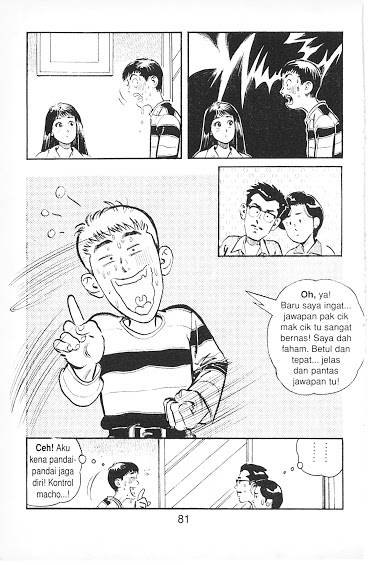 Oh, ya!
Baru saya ingat...
jawapan pak cik
mak cik tu sangat
bernas! Saya dah
faham. Betul dan
tepat... jelas
dan pantas
jawapan tu!
Ceh! Aku
kena pandai-
pandai jaga
diri! Kontrol
macho...!
......
81